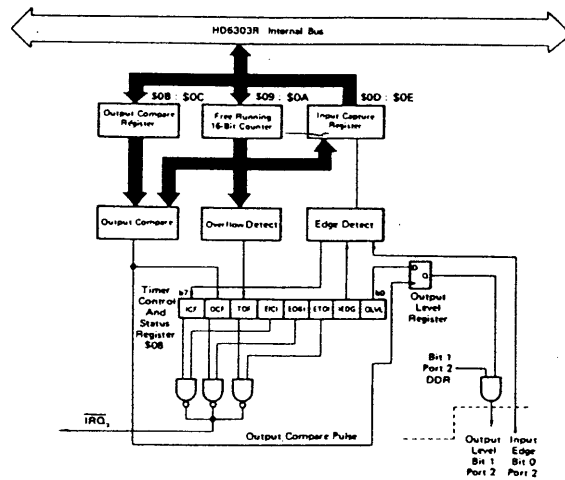 HD6303R Internal Bus
$0B : $0C
$09 : $0A
$0D : $0E
Output Compare
Register
Free Running
16-Bit Counter
Input Capture
Register
Output Compare
Overflow Detect
Edge Detect
Timer
Control
And
Status
Register
$08
b7
b0
ICF
OCF
TOF
EICI
EOCI
ETOI
IEDG
OLVL
D
Q
Output
Level
Register
Bit 1
Port 2
DDR
IRQ2
Output Compare Pulse
Output
Level
Bit 1
Port 2
Input
Edge
Bit 0
Port 2